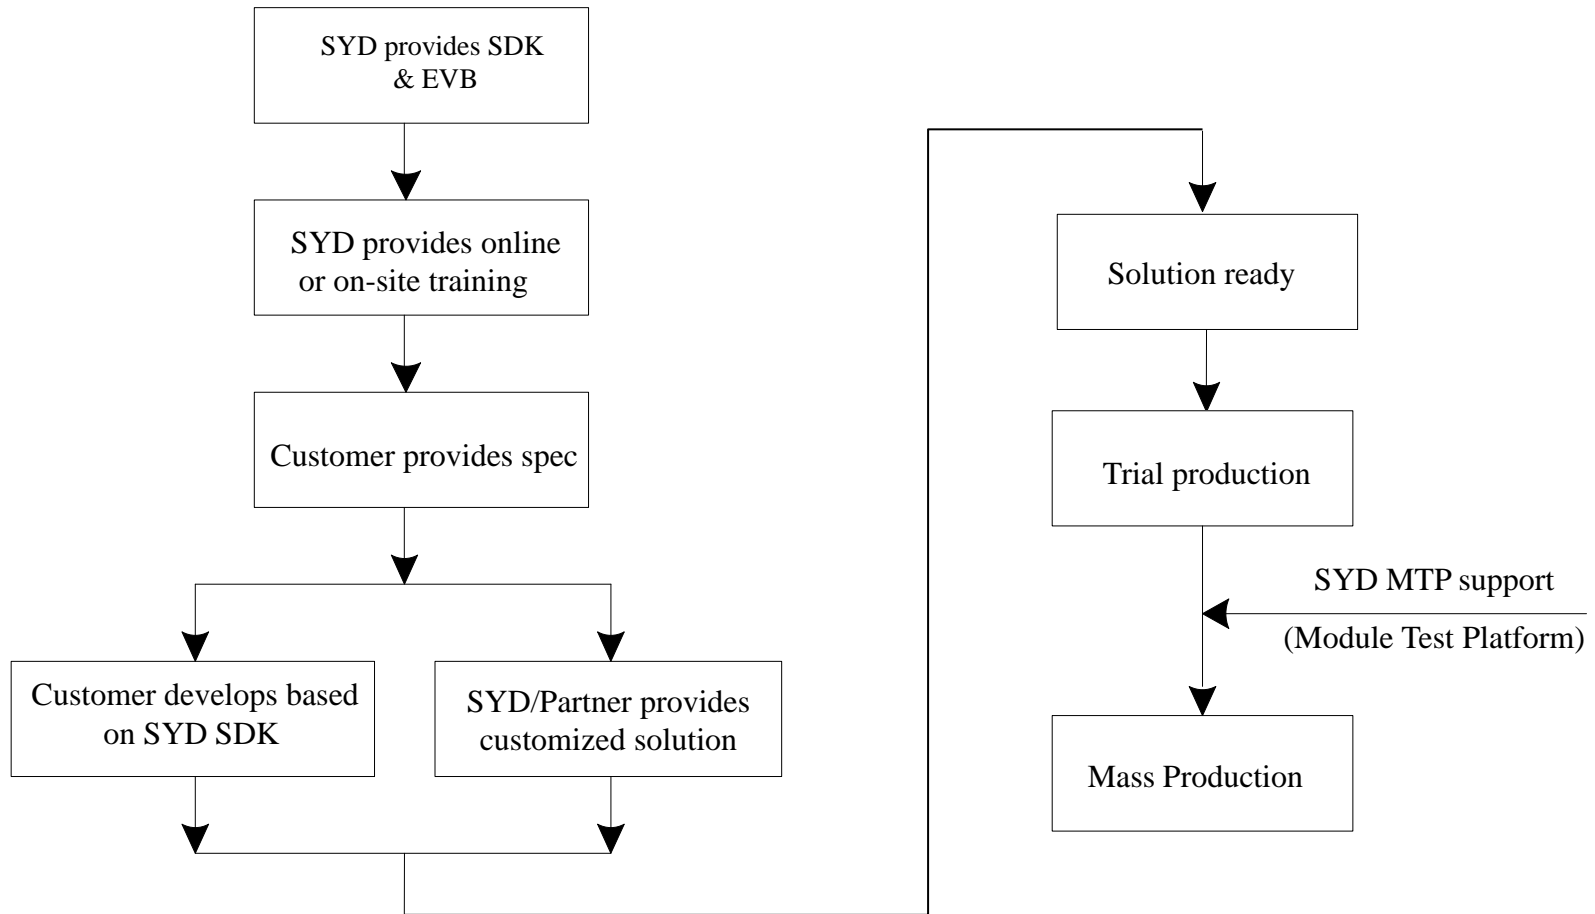 SYD provides SDK
& EVB
SYD provides online
or on-site training
Customer provides spec
Customer develops based
on SYD SDK
SYD/Partner provides
customized solution
Solution ready
Trial production
SYD MTP support
(Module Test Platform)
Mass Production